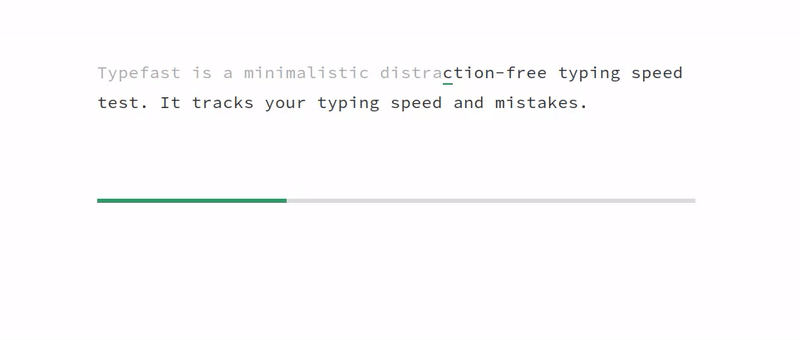 Typefast is a minimalistic distraction-free typing speed
test. It tracks your typing speed and mistakes.